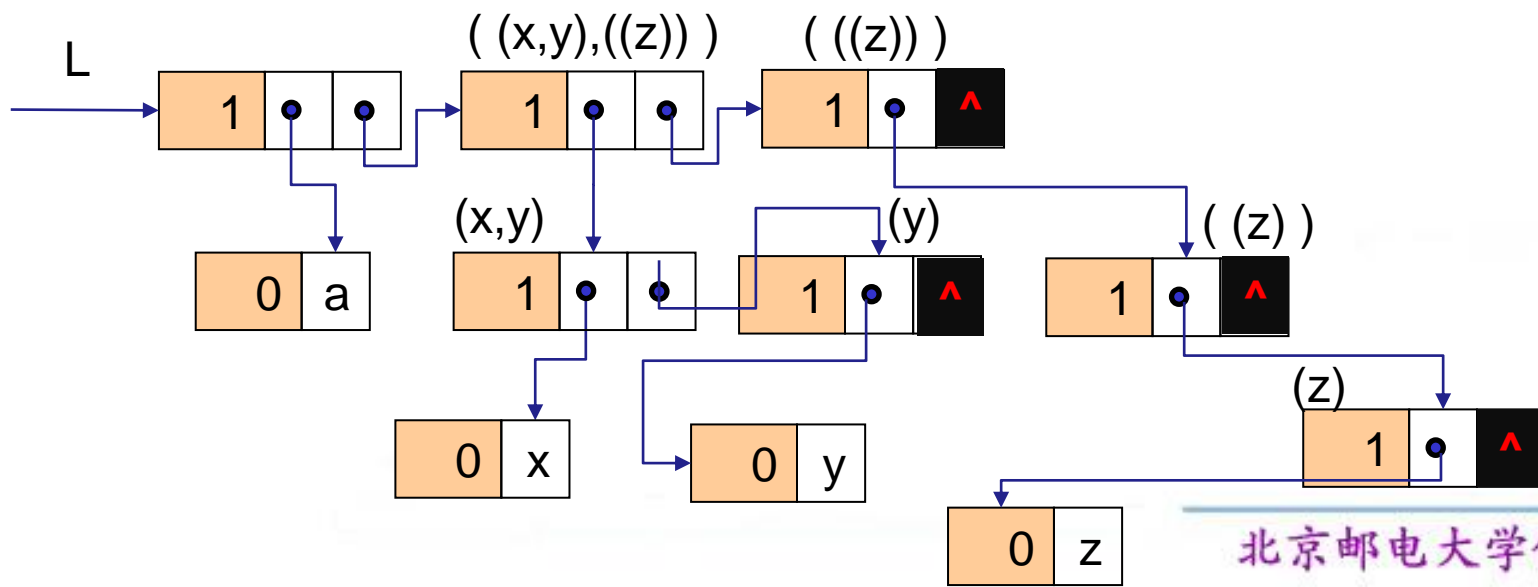 L
( (x,y),((z)) )
( ((z)) )
1
1
1 ^
(x,y)
(y)
( (z) )
0 a
1
1 ^
1 ^
(z)
0 x
0 y
1 ^
0 z
北京邮电大学